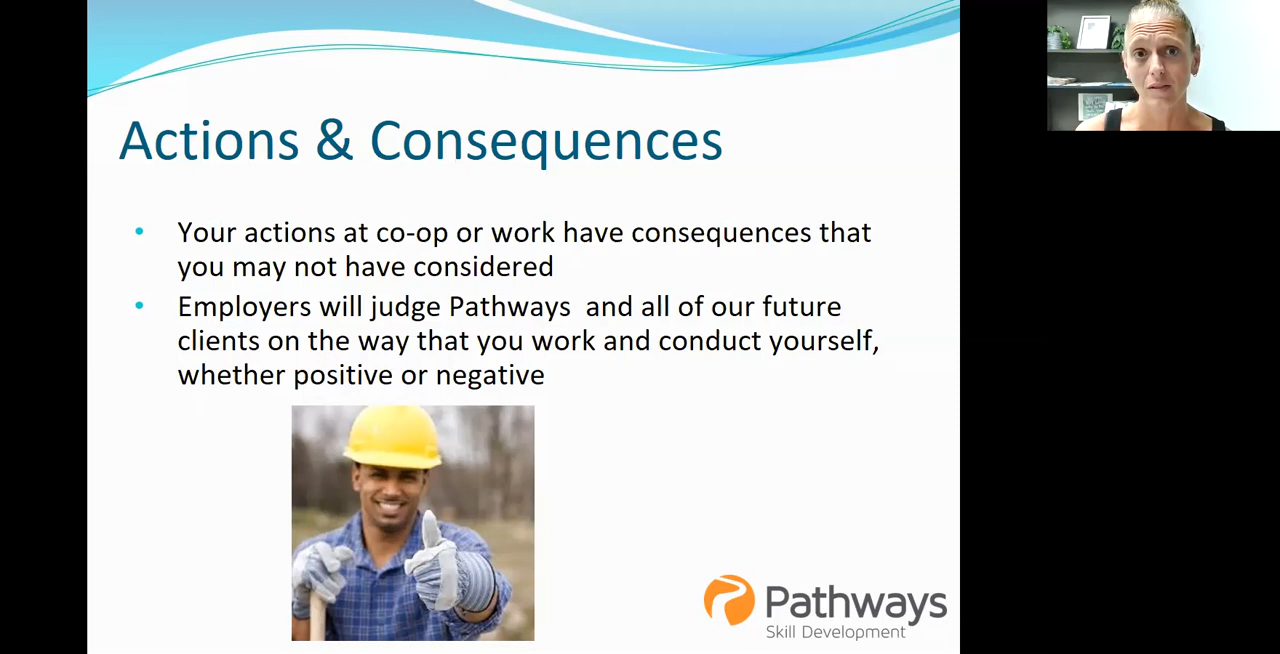 Actions & Consequences
• Your actions at co-op or work have consequences that
you may not have considered
• Employers will judge Pathways  and all of our future
clients on the way that you work and conduct yourself,
whether positive or negative
Pathways
Skill Development